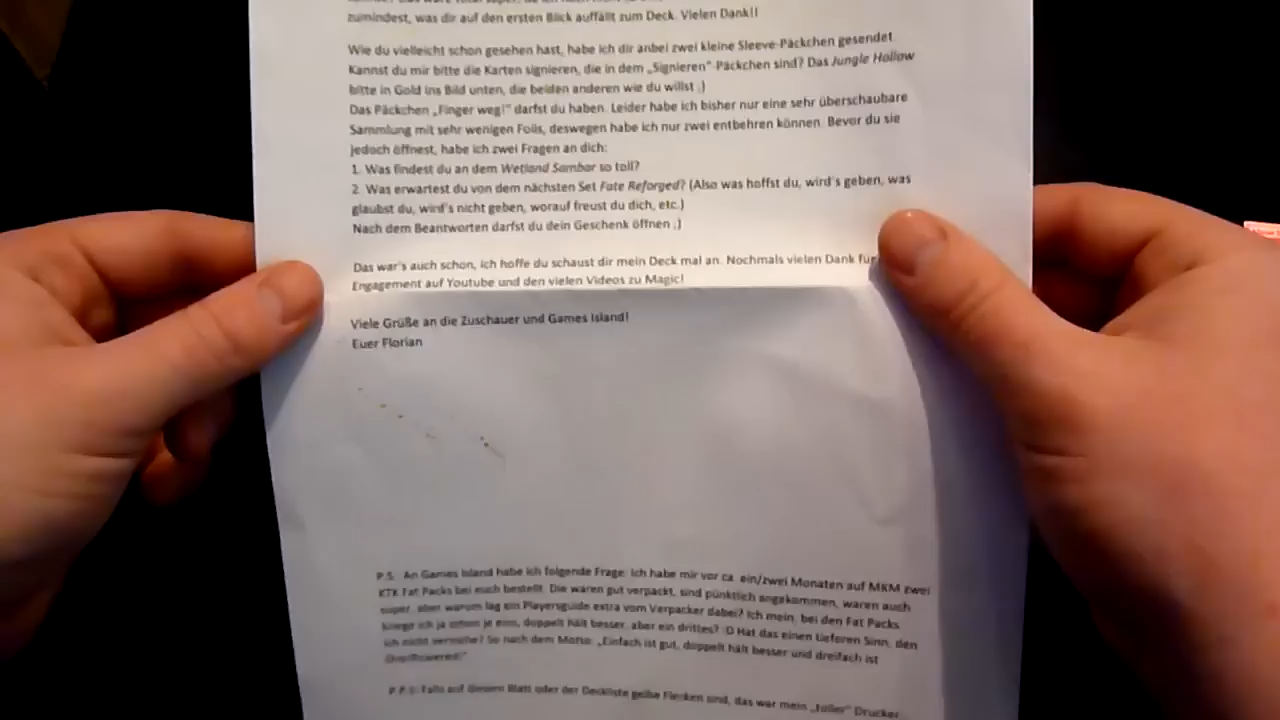 zumindest, was dir auf den ersten Blick auffällt zum Deck. Vielen Dank!!
Wie du vielleicht schon gesehen hast, habe ich dir anbei zwei kleine Sleeve-Päckchen gesendet.
Kannst du mir bitte die Karten signieren, die in dem „Signieren"-Päckchen sind? Das Jungle Hollow
bitte in Gold ins Bild unten, die beiden anderen wie du willst ;)
Das Päckchen „Finger weg!" darfst du haben. Leider habe ich bisher nur eine sehr überschaubare
Sammlung mit sehr wenigen Foils, deswegen habe ich nur zwei entbehren können. Bevor du sie
jedoch öffnest, habe ich zwei Fragen an dich:
1. Was findest du an dem Wetland Sambar so toll?
2. Was erwartest du von dem nächsten Set Fate Reforged? (Also was hoffst du, wird's geben, was
glaubst du, wird's nicht geben, worauf freust du dich, etc.)
Nach dem Beantworten darfst du dein Geschenk öffnen ;)
Das war's auch schon, ich hoffe du schaust dir mein Deck mal an. Nochmals vielen Dank für
Engagement auf Youtube und den vielen Videos zu Magic!
Viele Grüße an die Zuschauer und Games Island!
Euer Florian
P.S.: An Games Island habe ich folgende Frage: Ich habe mir vor ca. ein/zwei Monaten auf MKM zwei
KTK Fat Packs bei euch bestellt. Die waren gut verpackt, sind pünktlich angekommen, waren auch
super, aber warum lag ein Playersguide extra vom Verpacker dabei? Ich mein, bei den Fat Packs
kriege ich ja schon je eins, doppelt hält besser, aber ein drittes? :D Hat das einen tieferen Sinn, den
ich nicht verstehe? So nach dem Motto: „Einfach ist gut, doppelt hält besser und dreifach ist
P.P.S: Falls auf diesem Blatt oder der Deckliste gelbe Flecken sind, das war mein „toller" Drucker